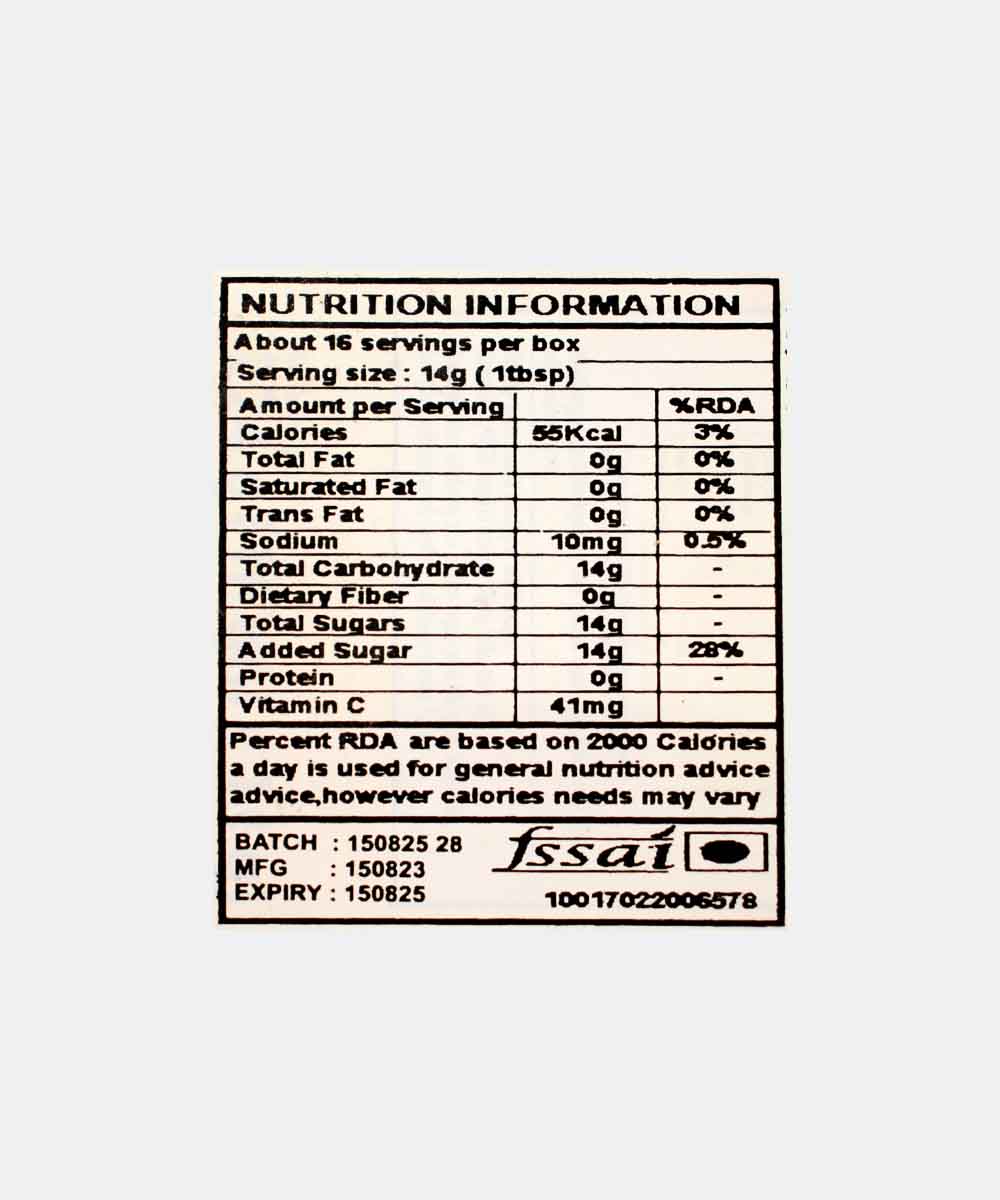 NUTRITION INFORMATION
About 16 servings per box
Serving size : 14g ( 1tbsp)
Amount per Serving %RDA
Calories 55Kcal 3%
Total Fat 0g 0%
Saturated Fat 0g 0%
Trans Fat 0g 0%
Sodium 10mg 0.5%
Total Carbohydrate 14g -
Dietary Fiber 0g -
Total Sugars 14g -
Added Sugar 14g 28%
Protein 0g -
Vitamin C 41mg
Percent RDA are based on 2000 Calories
a day is used for general nutrition advice
advice,however calories needs may vary
BATCH : 150825 28
MFG : 150823
EXPIRY : 150825
fssai
10017022006578